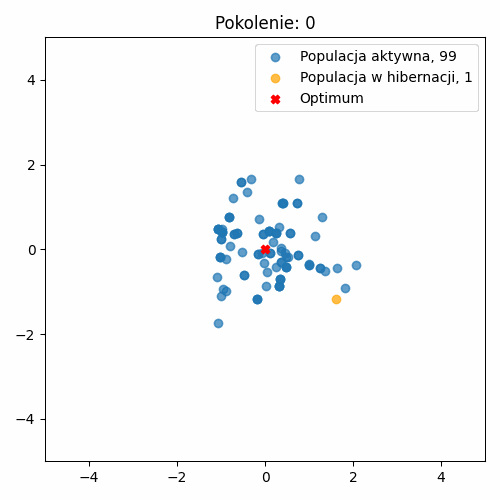 Pokolenie: 0
Populacja aktywna, 99
Populacja w hibernacji, 1
Optimum
4
2
0
−2
−4
−4
−2
0
2
4